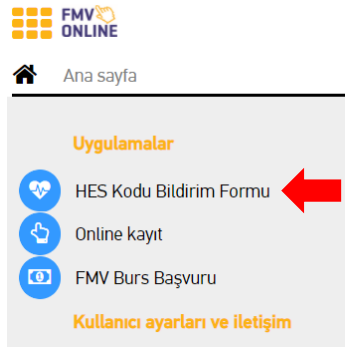 FMV
ONLINE
Ana sayfa
Uygulamalar
HES Kodu Bildirim Formu
Online kayıt
FMV Burs Başvuru
Kullanıcı ayarları ve iletişim